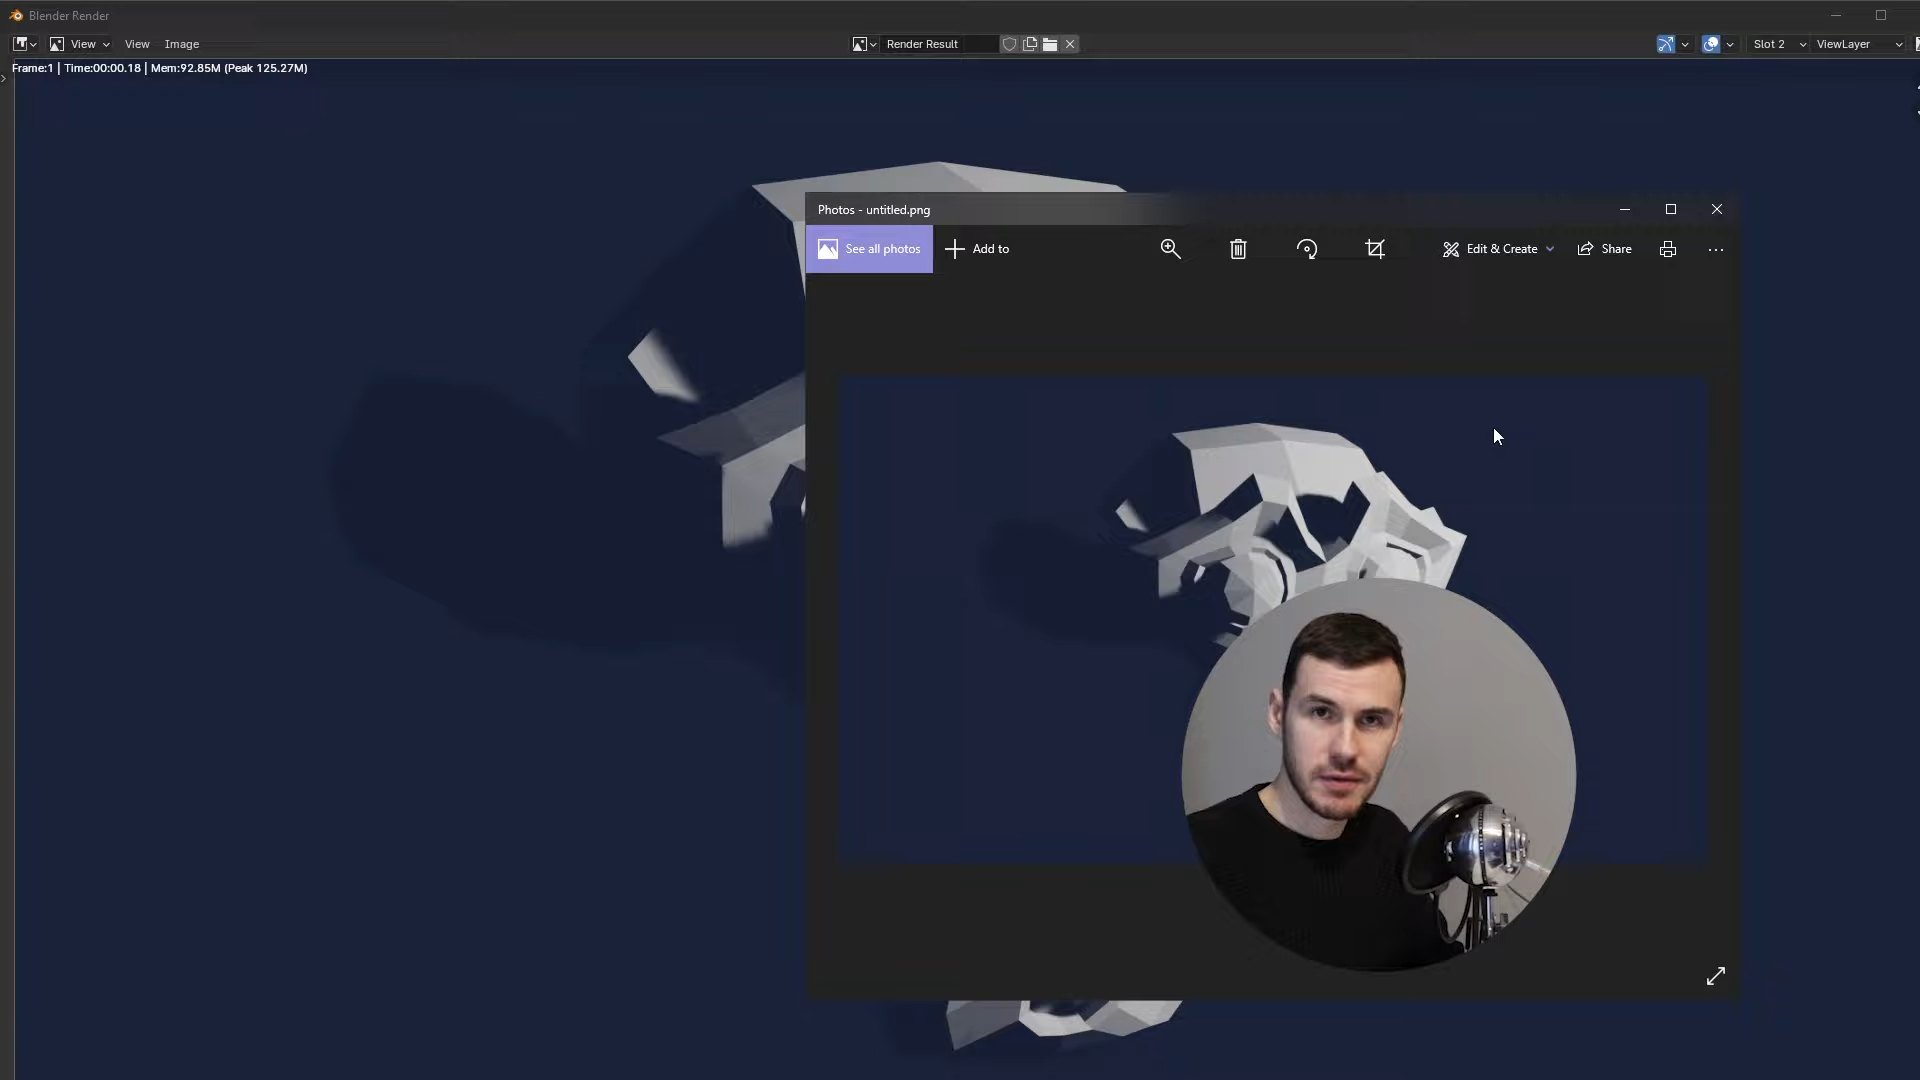 Blender Render
View View Image Render Result Slot 2 ViewLayer
Frame:1 | Time:00:00.18 | Mem:92.85M (Peak 125.27M)
Photos - untitled.png
See all photos Add to Edit & Create Share